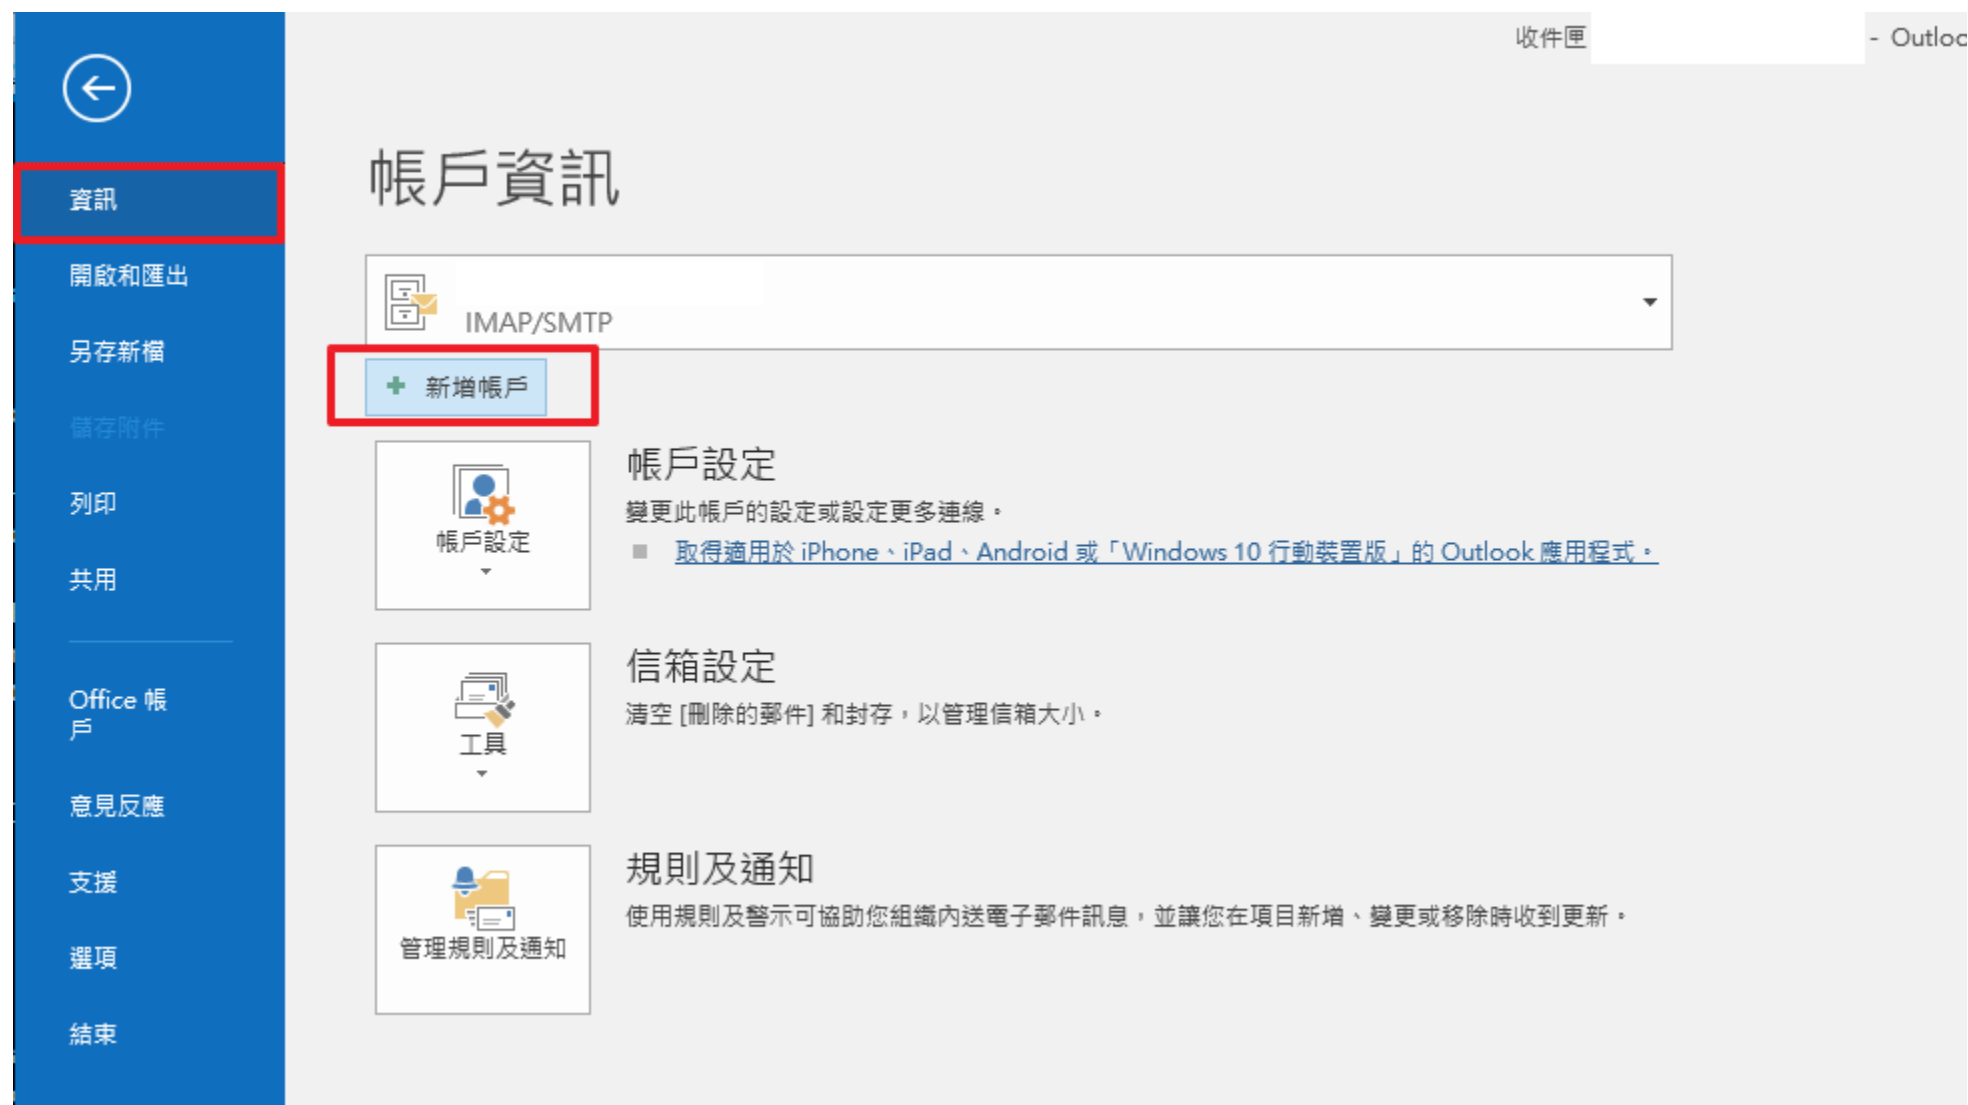 收件匣
- Outloo
帳戶資訊
資訊
開啟和匯出
另存新檔
儲存附件
列印
共用
Office 帳
戶
意見反應
支援
選項
結束
IMAP/SMTP
新增帳戶
帳戶設定
帳戶設定
變更此帳戶的設定或設定更多連線。
取得適用於 iPhone、iPad、Android 或「Windows 10 行動裝置版」的 Outlook 應用程式。
工具
信箱設定
清空 [刪除的郵件] 和封存，以管理信箱大小。
管理規則及通知
規則及通知
使用規則及警示可協助您組織內送電子郵件訊息，並讓您在項目新增、變更或移除時收到更新。